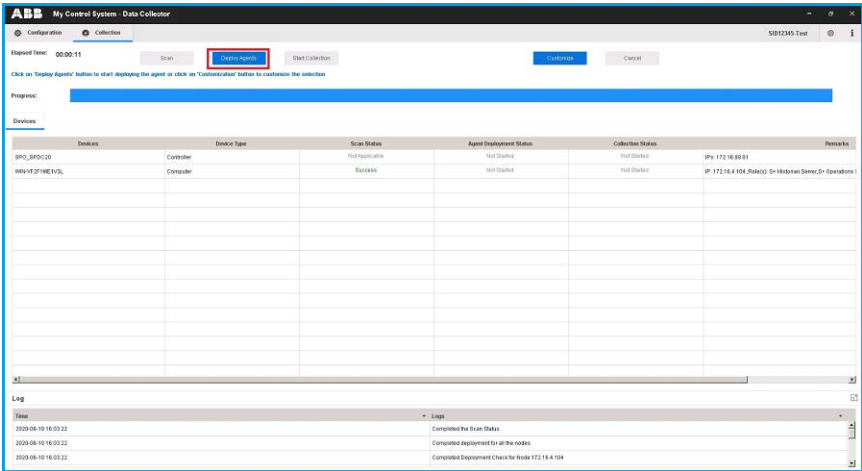 ABB My Control System - Data Collector
Configuration Collection SID12345-Test i
Elapsed Time: 00:00:11 Scan Deploy Agents Start Collection Customize Cancel
Click on 'Deploy Agents' button to start deploying the agent or click on 'Customization' button to customize the selection
Progress:
Devices
Devices Device Type Scan Status Agent Deployment Status Collection Status Remarks
SPO_SPDC20 Controller Not Applicable Not Started Not Started IPs: 172.16.88.81
WIN-VF2F1ME1V3L Computer Success Not Started Not Started IP: 172.16.4.104 ,Role(s): S+ Historian Server,S+ Operations
Log
Time Logs
2020-06-10 16:03:22 Completed the Scan Status
2020-06-10 16:03:22 Completed deployment for all the nodes
2020-06-10 16:03:22 Completed Deployment Check for Node 172.16.4.104